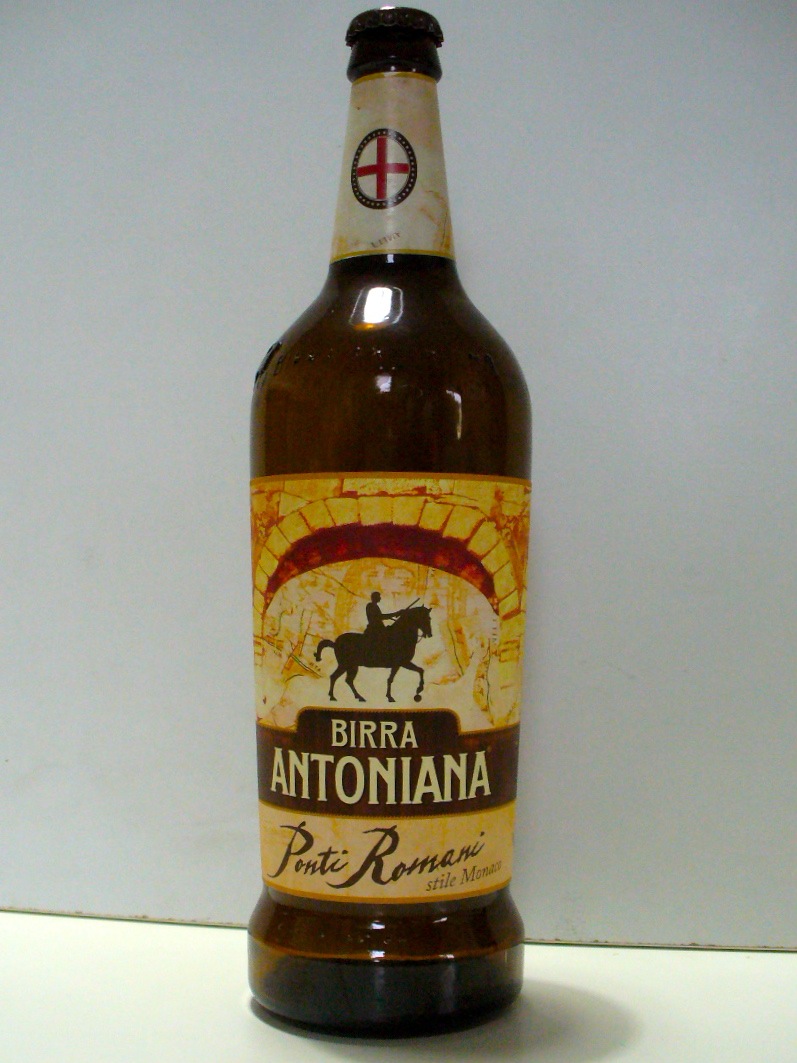 BIRRA
ANTONIANA
Ponti Romani
stile Monaco